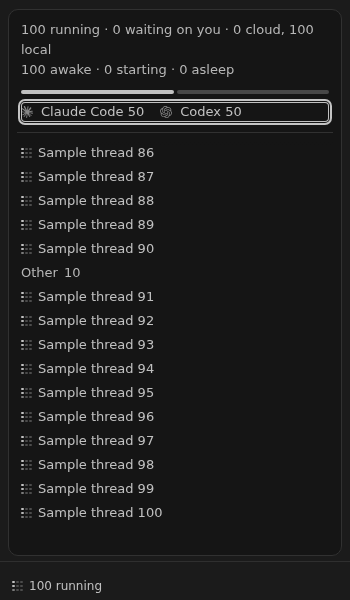 100 running · 0 waiting on you · 0 cloud, 100
local
100 awake · 0 starting · 0 asleep
Claude Code 50 Codex 50
Sample thread 86
Sample thread 87
Sample thread 88
Sample thread 89
Sample thread 90
Other 10
Sample thread 91
Sample thread 92
Sample thread 93
Sample thread 94
Sample thread 95
Sample thread 96
Sample thread 97
Sample thread 98
Sample thread 99
Sample thread 100
100 running